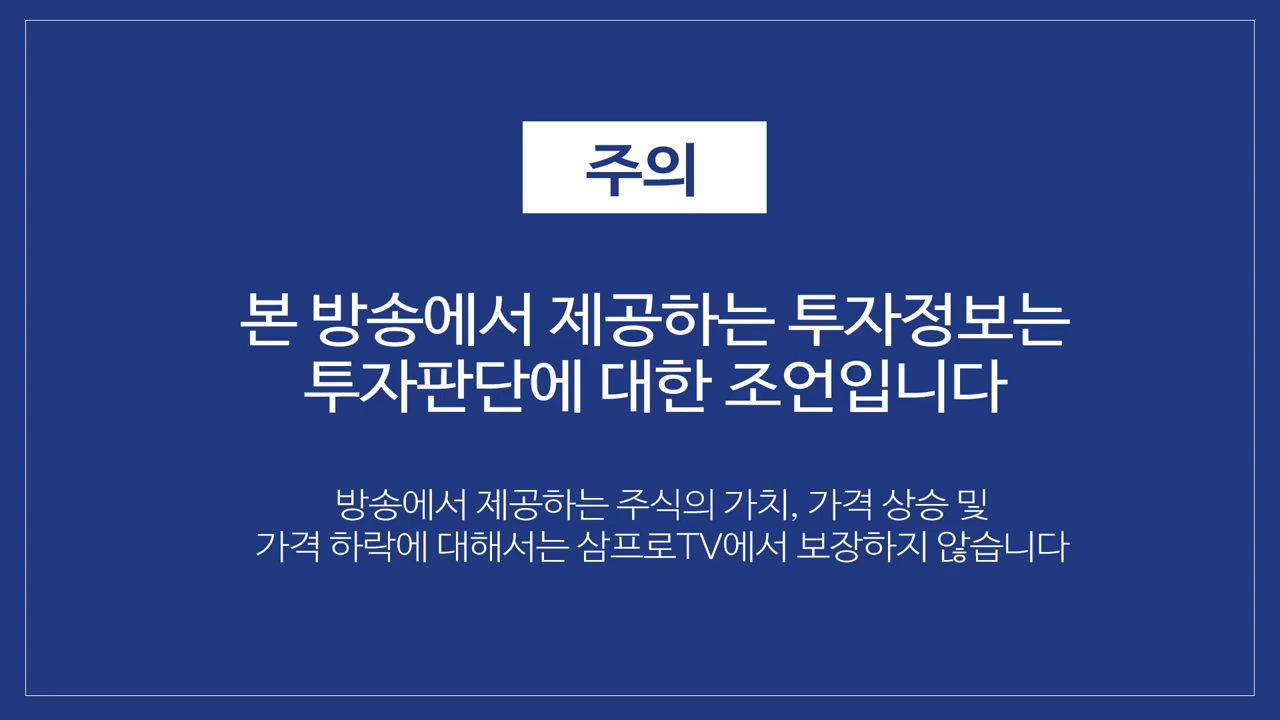 주의
본 방송에서 제공하는 투자정보는
투자판단에 대한 조언입니다
방송에서 제공하는 주식의 가치, 가격 상승 및
가격 하락에 대해서는 삼프로TV에서 보장하지 않습니다